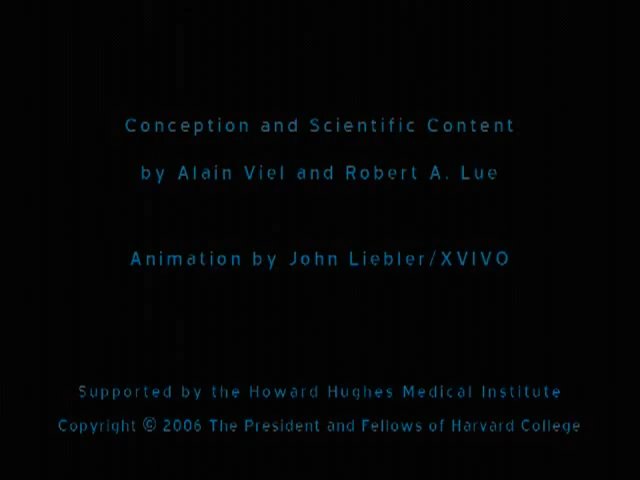 Conception and Scientific Content
by Alain Viel and Robert A. Lue
Animation by John Liebler/XVIVO
Supported by the Howard Hughes Medical Institute
Copyright © 2006 The President and Fellows of Harvard College